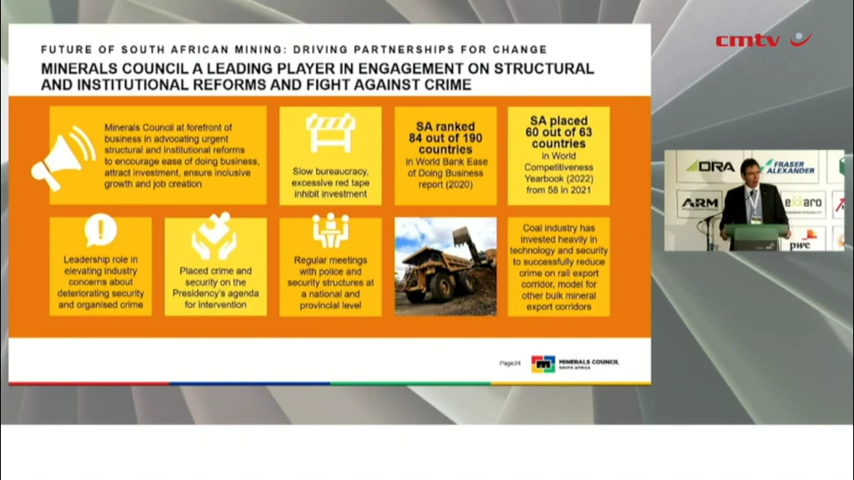 cmtv
FUTURE OF SOUTH AFRICAN MINING: DRIVING PARTNERSHIPS FOR CHANGE
MINERALS COUNCIL A LEADING PLAYER IN ENGAGEMENT ON STRUCTURAL
AND INSTITUTIONAL REFORMS AND FIGHT AGAINST CRIME
Minerals Council at forefront of
business in advocating urgent
structural and institutional reforms
to encourage ease of doing business,
attract investment, ensure inclusive
growth and job creation
Slow bureaucracy,
excessive red tape
inhibit investment
SA ranked
84 out of 190
countries
in World Bank Ease
of Doing Business
report (2020)
SA placed
60 out of 63
countries
in World
Competitiveness
Yearbook (2022)
from 58 in 2021
Leadership role in
elevating industry
concerns about
deteriorating security
and organised crime
Placed crime and
security on the
Presidency's agenda
for intervention
Regular meetings
with police and
security structures at
a national and
provincial level
Coal industry has
invested heavily in
technology and security
to successfully reduce
crime on rail export
corridor, model for
other bulk mineral
export corridors
Page24
MINERALS COUNCIL
SOUTH AFRICA
DRA
FRASER
ALEXANDER
ARM
exxaro
pwc